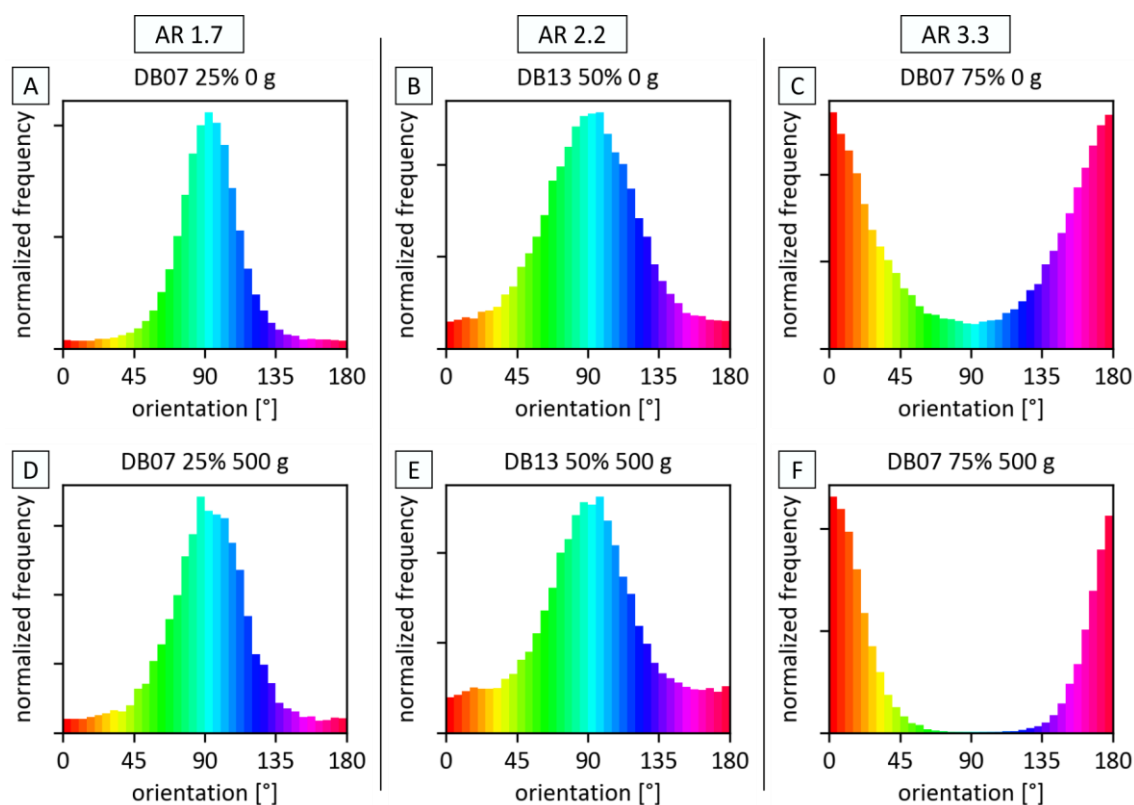 AR 1.7
AR 2.2
AR 3.3
A
DB07 25% 0 g
normalized frequency
0 45 90 135 180
orientation [°]
B
DB13 50% 0 g
normalized frequency
0 45 90 135 180
orientation [°]
C
DB07 75% 0 g
normalized frequency
0 45 90 135 180
orientation [°]
D
DB07 25% 500 g
normalized frequency
0 45 90 135 180
orientation [°]
E
DB13 50% 500 g
normalized frequency
0 45 90 135 180
orientation [°]
F
DB07 75% 500 g
normalized frequency
0 45 90 135 180
orientation [°]